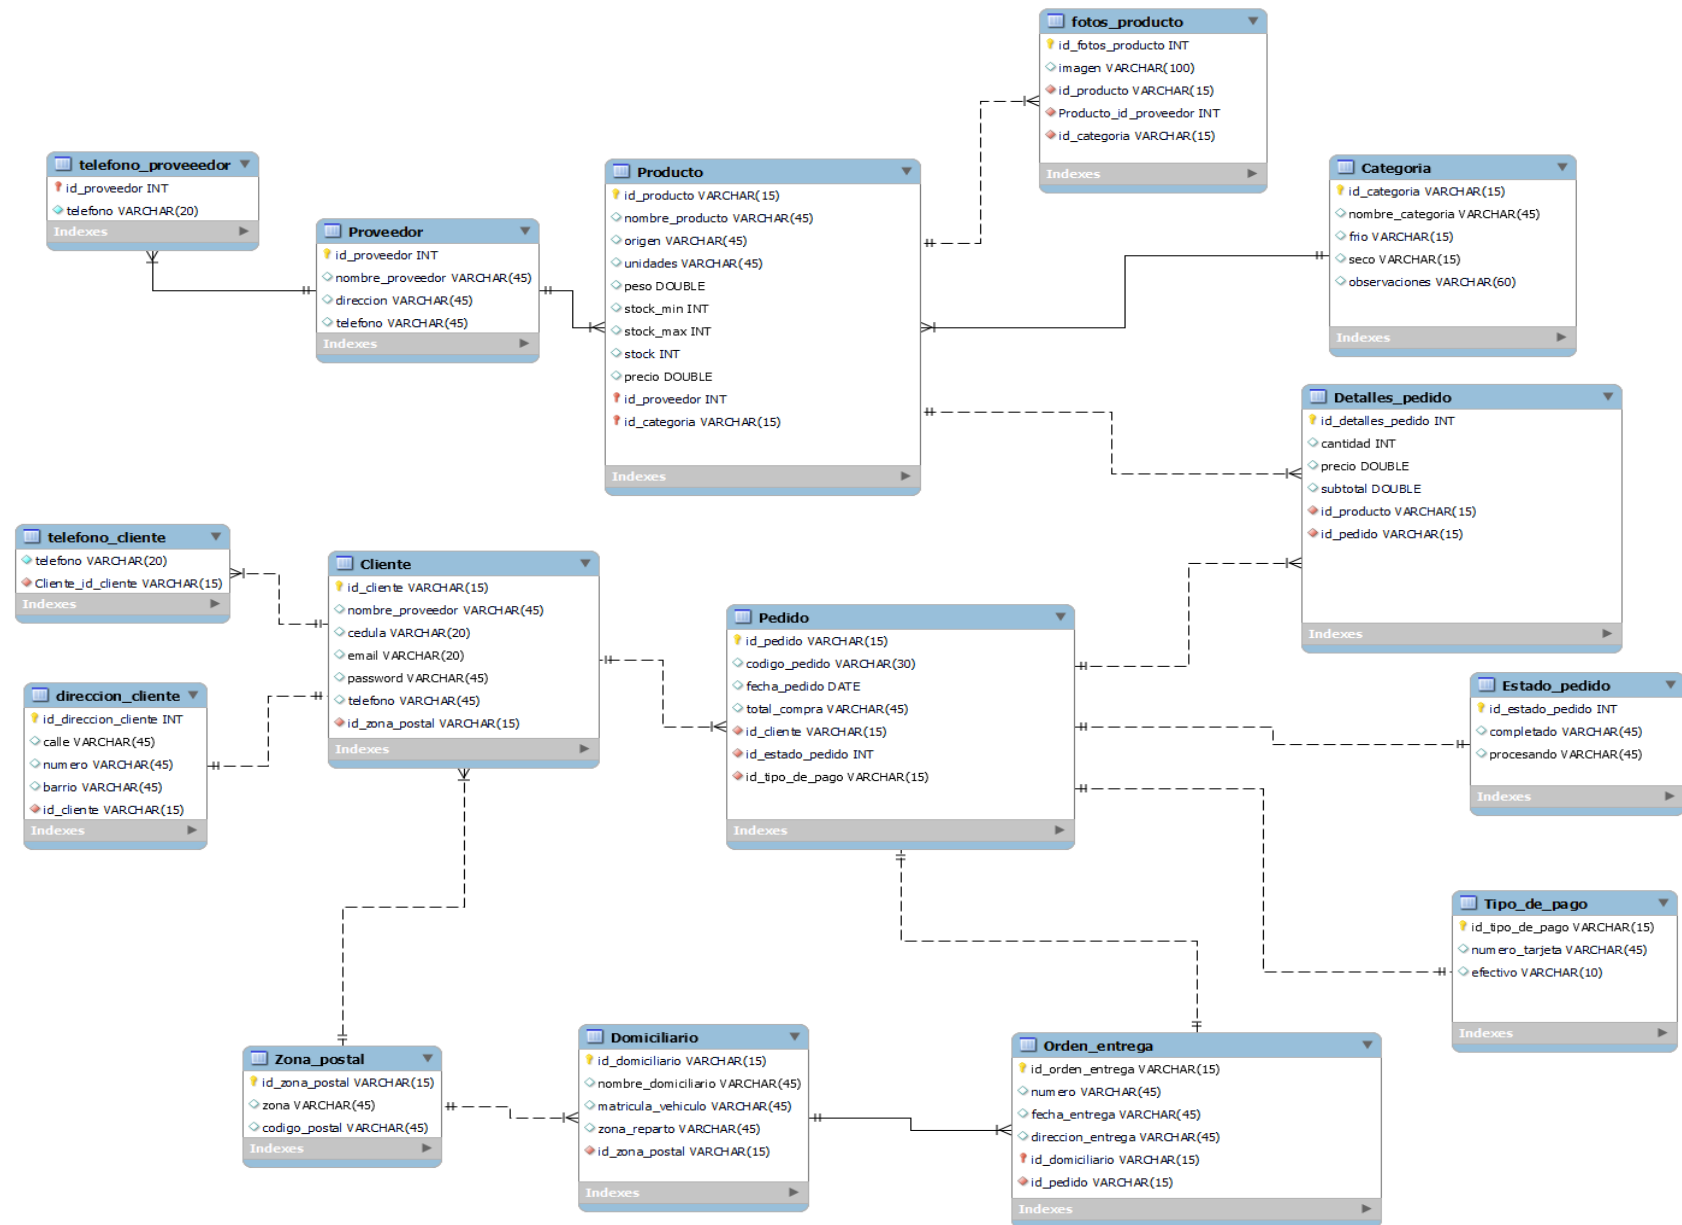 fotos_producto
id_fotos_producto INT
imagen VARCHAR(100)
id_producto VARCHAR(15)
Producto_id_proveedor INT
id_categoria VARCHAR(15)
Indexes
telefono_proveeedor
id_proveedor INT
telefono VARCHAR(20)
Indexes
Proveedor
id_proveedor INT
nombre_proveedor VARCHAR(45)
direccion VARCHAR(45)
telefono VARCHAR(45)
Indexes
Producto
id_producto VARCHAR(15)
nombre_producto VARCHAR(45)
origen VARCHAR(45)
unidades VARCHAR(45)
peso DOUBLE
stock_min INT
stock_max INT
stock INT
precio DOUBLE
id_proveedor INT
id_categoria VARCHAR(15)
Indexes
Categoria
id_categoria VARCHAR(15)
nombre_categoria VARCHAR(45)
frio VARCHAR(15)
seco VARCHAR(15)
observaciones VARCHAR(60)
Indexes
Detalles_pedido
id_detalles_pedido INT
cantidad INT
precio DOUBLE
subtotal DOUBLE
id_producto VARCHAR(15)
id_pedido VARCHAR(15)
Indexes
telefono_cliente
telefono VARCHAR(20)
Cliente_id_cliente VARCHAR(15)
Indexes
Cliente
id_cliente VARCHAR(15)
nombre_proveedor VARCHAR(45)
cedula VARCHAR(20)
email VARCHAR(20)
password VARCHAR(45)
telefono VARCHAR(45)
id_zona_postal VARCHAR(15)
Indexes
direccion_cliente
id_direccion_cliente INT
calle VARCHAR(45)
numero VARCHAR(45)
barrio VARCHAR(45)
id_cliente VARCHAR(15)
Indexes
Pedido
id_pedido VARCHAR(15)
codigo_pedido VARCHAR(30)
fecha_pedido DATE
total_compra VARCHAR(45)
id_cliente VARCHAR(15)
id_estado_pedido INT
id_tipo_de_pago VARCHAR(15)
Indexes
Estado_pedido
id_estado_pedido INT
completado VARCHAR(45)
procesando VARCHAR(45)
Indexes
Tipo_de_pago
id_tipo_de_pago VARCHAR(15)
numero_tarjeta VARCHAR(45)
efectivo VARCHAR(10)
Indexes
Zona_postal
id_zona_postal VARCHAR(15)
zona VARCHAR(45)
codigo_postal VARCHAR(45)
Indexes
Domiciliario
id_domiciliario VARCHAR(15)
nombre_domiciliario VARCHAR(45)
matricula_vehiculo VARCHAR(45)
zona_reparto VARCHAR(45)
id_zona_postal VARCHAR(15)
Indexes
Orden_entrega
id_orden_entrega VARCHAR(15)
numero VARCHAR(45)
fecha_entrega VARCHAR(45)
direccion_entrega VARCHAR(45)
id_domiciliario VARCHAR(15)
id_pedido VARCHAR(15)
Indexes